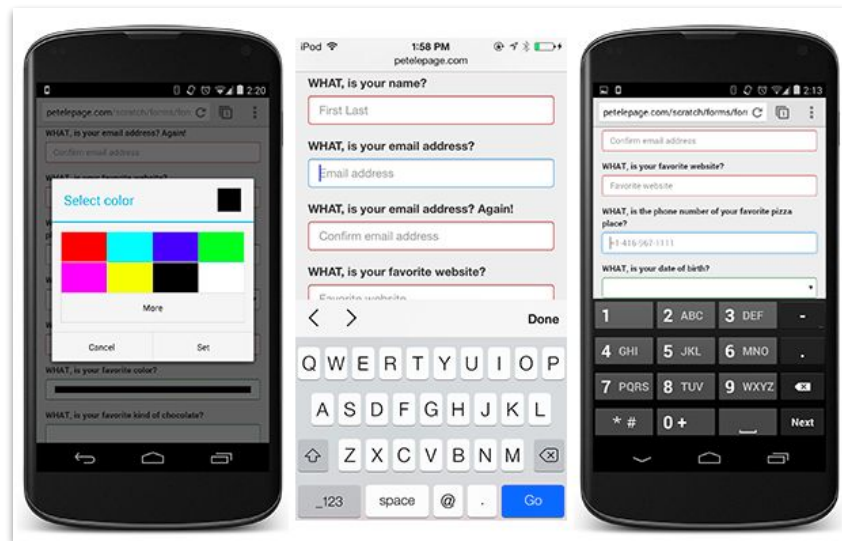 2:20
petelepage.com/scratch/forms/for
WHAT, is your email address? Again!
Confirm email address
Select color
More
Cancel
Set
WHAT, is your favorite color?
WHAT, is your favorite kind of chocolate?
iPod
1:58 PM
petelepage.com
WHAT, is your name?
First Last
WHAT, is your email address?
Email address
WHAT, is your email address? Again!
Confirm email address
WHAT, is your favorite website?
Favorite website
Done
Q W E R T Y U I O P
A S D F G H J K L
Z X C V B N M
_123 space @ . Go
2:13
petelepage.com/scratch/forms/for
Confirm email address
WHAT, is your favorite website?
Favorite website
WHAT, is the phone number of your favorite pizza
place?
+1-416-967-1111
WHAT, is your date of birth?
1 2 ABC 3 DEF -
4 GHI 5 JKL 6 MNO .
7 PQRS 8 TUV 9 WXYZ
* # 0 + Next